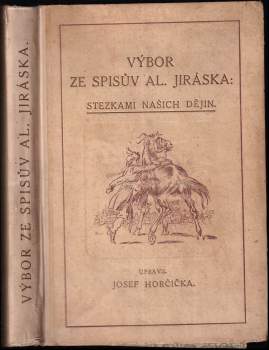 VÝBOR ZE SPISŮV AL. JIRÁSKA.
VÝBOR
ZE SPISŮV AL. JIRÁSKA:
STEZKAMI NAŠICH DĚJIN.
UPRAVIL
JOSEF HORČIČKA.